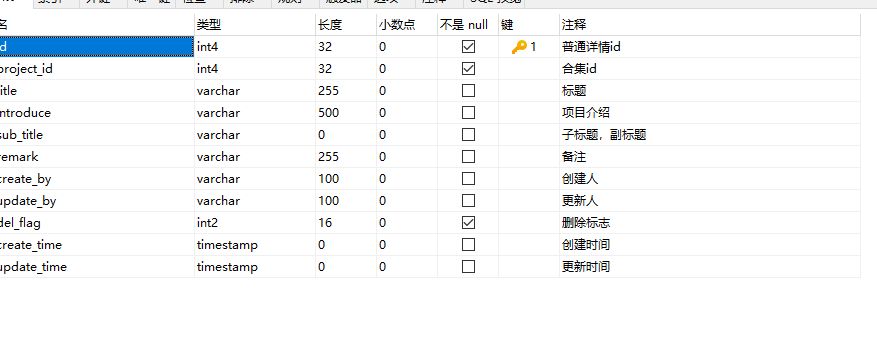 名 类型 长度 小数点 不是 null 键 注释
id int4 32 0 1 普通详情id
project_id int4 32 0 合集id
title varchar 255 0 标题
introduce varchar 500 0 项目介绍
sub_title varchar 0 0 子标题，副标题
remark varchar 255 0 备注
create_by varchar 100 0 创建人
update_by varchar 100 0 更新人
del_flag int2 16 0 删除标志
create_time timestamp 0 0 创建时间
update_time timestamp 0 0 更新时间